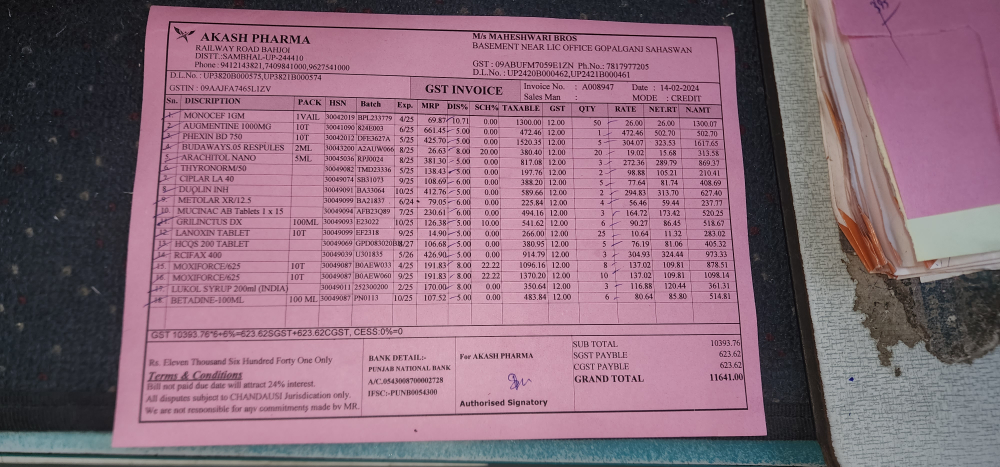 AKASH PHARMA
RAILWAY ROAD BAHJOI
DISTT.:SAMBHAL-UP-244410
Phone : 9412143821,7409841000,9627541000
D.L.No. : UP3820B000575,UP3821B000574
GSTIN : 09AAJFA7465L1ZV
M/s MAHESHWARI BROS
BASEMENT NEAR LIC OFFICE GOPALGANJ SAHASWAN
GST : 09ABUFM7059E1ZN Ph.No.: 7817977205
D.L.No. : UP2420B000462,UP2421B000461
GST INVOICE
Invoice No. : A008947 Date : 14-02-2024
Sales Man : MODE : CREDIT
Sn. DISCRIPTION PACK HSN Batch Exp. MRP DIS% SCH% TAXABLE GST QTY RATE NET.RT NAMT
1. MONOCEF 1GM 1VAIL 30042019 BPL233779 4/25 69.87 10.71 0.00 1300.00 12.00 50 26.00 26.00 1300.07
2. AUGMENTINE 1000MG 10T 30041090 824E003 6/25 661.45 5.00 0.00 472.46 12.00 1 472.46 502.70 502.70
3. PHEXIN BD 750 10T 30042012 DFE3627A 5/25 425.70 5.00 0.00 1520.35 12.00 5 304.07 323.53 1617.65
4. BUDAWAYS.05 RESPULES 2ML 30043200 A2AUW066 8/25 26.63 8.00 20.00 380.40 12.00 20 19.02 15.68 313.58
5. ARACHITOL NANO 5ML 30045036 RPJ0024 8/25 381.30 5.00 0.00 817.08 12.00 3 272.36 289.79 869.37
6. THYRONORM/50 30049082 TMD23336 5/25 138.43 5.00 0.00 197.76 12.00 2 98.88 105.21 210.41
7. CIPLAR LA 40 30049074 SB31073 9/25 108.69 6.00 0.00 388.20 12.00 5 77.64 81.74 408.69
8. DUQLIN INH 30049091 BA33064 10/25 412.76 5.00 0.00 589.66 12.00 2 294.83 313.70 627.40
9. METOLAR XR/12.5 30049099 BA21837 6/24 79.05 6.00 0.00 225.84 12.00 4 56.46 59.44 237.77
10. MUCINAC AB Tablets 1 x 15 30049094 AFB23Q89 7/25 230.61 6.00 0.00 494.16 12.00 3 164.72 173.42 520.25
11. GRILINCTUS DX 100ML 30049093 E23022 10/25 126.38 5.00 10.00 541.62 12.00 6 90.27 86.45 518.67
12. LANOXIN TABLET 10T 30049099 EF2318 9/25 14.90 5.00 0.00 266.00 12.00 25 10.64 11.32 283.02
13. HCQS 200 TABLET 30049069 GPD083020 8/27 106.68 5.00 0.00 380.95 12.00 5 76.19 81.06 405.32
14. RCIFAX 400 30049039 U301835 5/26 426.90 5.00 0.00 914.79 12.00 3 304.93 324.44 973.33
15. MOXIFORCE/625 10T 30049087 B0AEW033 4/25 191.83 8.00 22.22 1096.16 12.00 8 137.02 109.81 878.51
16. MOXIFORCE/625 10T 30049087 B0AEW060 9/25 191.83 8.00 22.22 1370.20 12.00 10 137.02 109.81 1098.14
17. LUKOL SYRUP 200ml (INDIA) 30049011 252300200 2/25 170.00 8.00 0.00 350.64 12.00 3 116.88 120.44 361.31
18. BETADINE-100ML 100 ML 30049087 PN0113 10/25 107.52 5.00 0.00 483.84 12.00 6 80.64 85.80 514.81
GST 10393.76*6+6%=623.62SGST+623.62CGST, CESS:0%=0
Rs. Eleven Thousand Six Hundred Forty One Only
Terms & Conditions
Bill not paid due date will attract 24% interest.
All disputes subject to CHANDAUSI Jurisdication only.
We are not responsible for any commitments made by MR.
BANK DETAIL:-
PUNJAB NATIONAL BANK
A/C.0543008700002728
IFSC:-PUNB0054300
For AKASH PHARMA
Authorised Signatory
SUB TOTAL 10393.76
SGST PAYBLE 623.62
CGST PAYBLE 623.62
GRAND TOTAL 11641.00